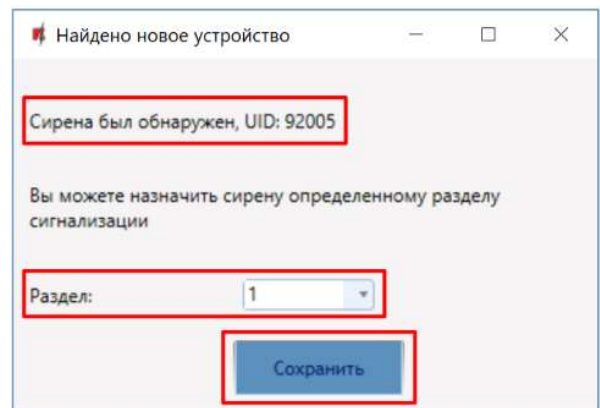 Найдено новое устройство
Сирена был обнаружен, UID: 92005
Вы можете назначить сирену определенному разделу
сигнализации
Раздел: 1
Сохранить